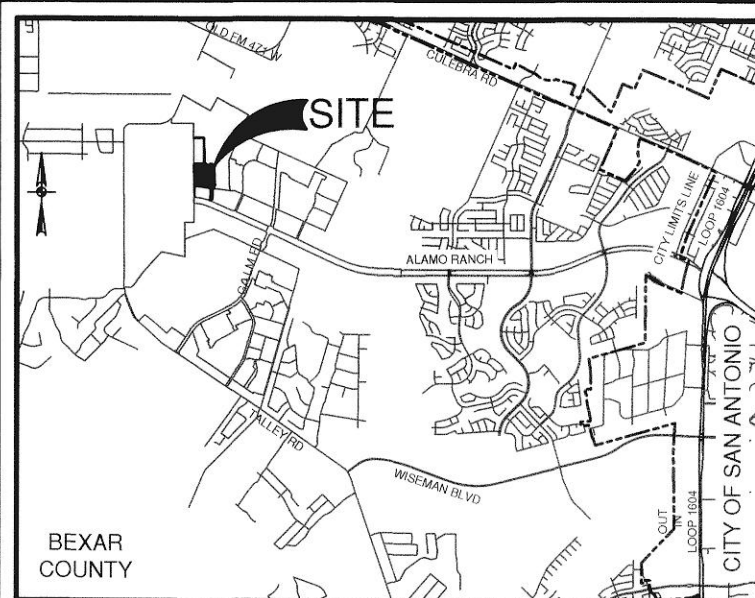 OLD FM 471 W
CULEBRA RD
SITE
CITY LIMITS LINE
LOOP 1604
ALAMO RANCH
CALM RD
TALLEY RD
WISEMAN BLVD
OUT
IN
LOOP 1604
CITY OF SAN ANTONIO
BEXAR
COUNTY